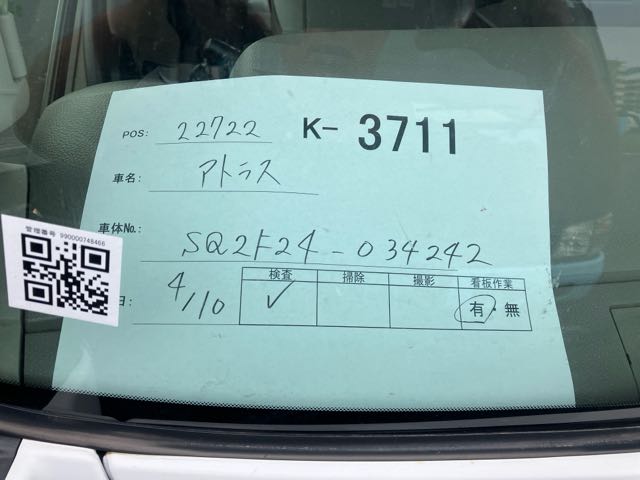 POS: 22722 K- 3711
車名: アトラス
車体No.
SQ2F24-034242
管理番号 990000748466
検査 掃除 撮影 看板作業
日: 4/10 ✓ 有・無